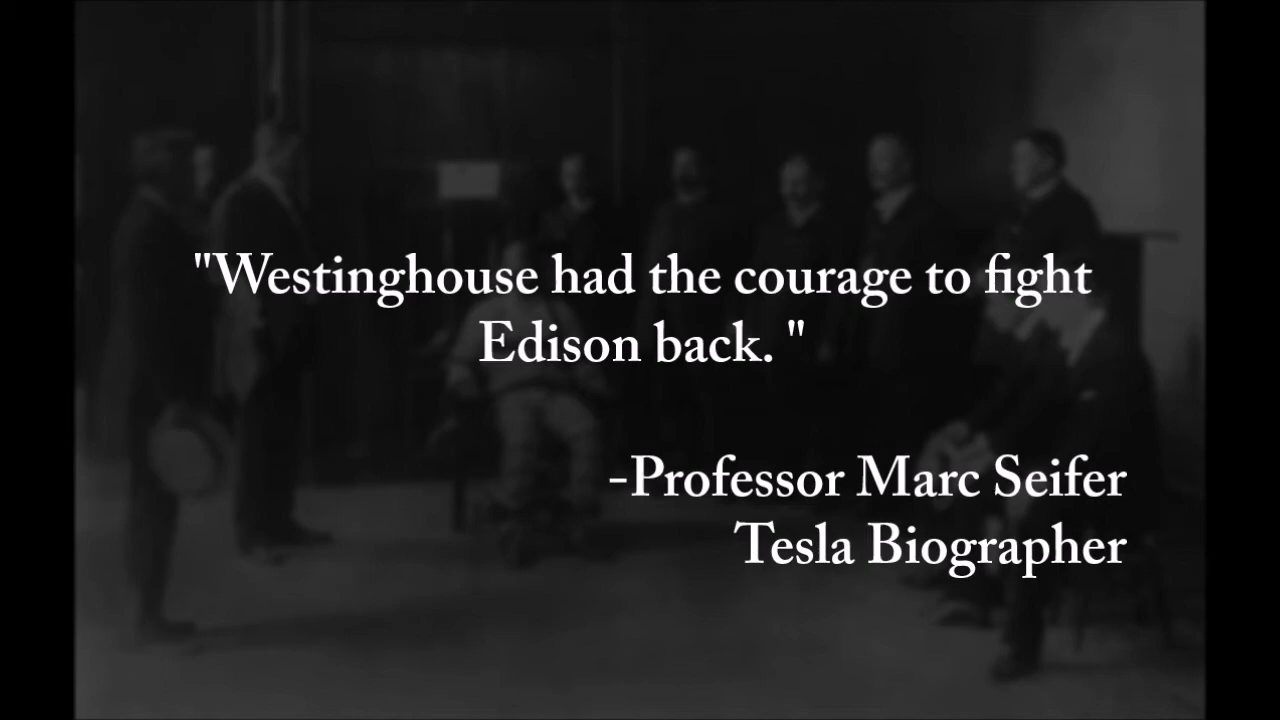 "Westinghouse had the courage to fight
Edison back. "
-Professor Marc Seifer
Tesla Biographer